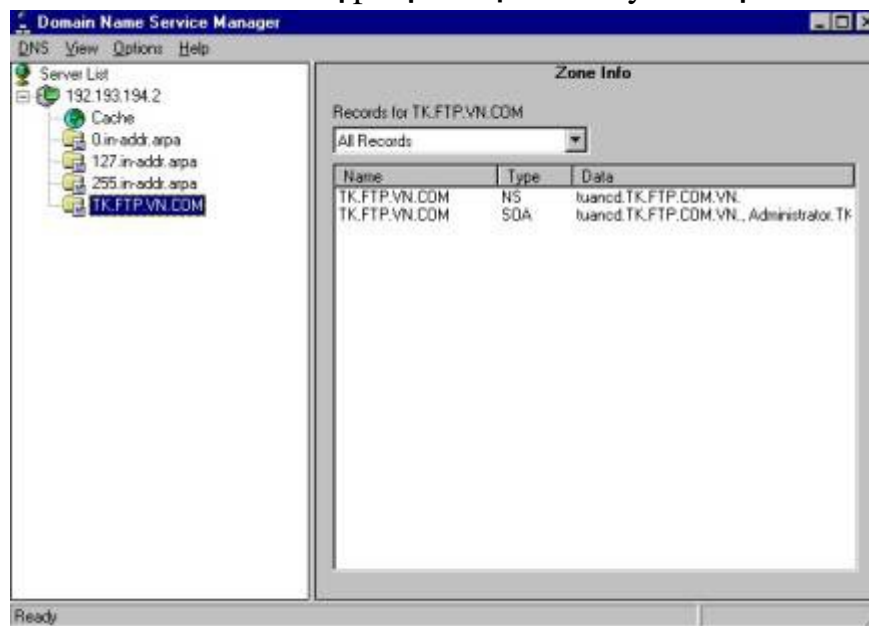 Domain Name Service Manager
DNS View Options Help
Server List
192.193.194.2
Cache
0.in-addr.arpa
127.in-addr.arpa
255.in-addr.arpa
TK.FTP.VN.COM
Zone Info
Records for TK.FTP.VN.COM
All Records
Name Type Data
TK.FTP.VN.COM NS tuancd.TK.FTP.COM.VN.
TK.FTP.VN.COM SOA tuancd.TK.FTP.COM.VN., Administrator.TK
Ready